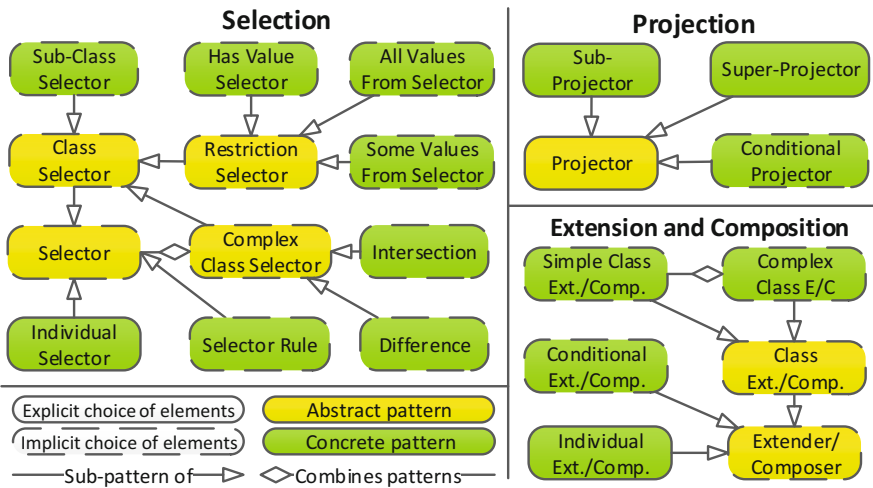 Selection
Sub-Class
Selector
Has Value
Selector
All Values
From Selector
Class
Selector
Restriction
Selector
Some Values
From Selector
Selector
Complex
Class Selector
Intersection
Individual
Selector
Selector Rule
Difference
Explicit choice of elements
Abstract pattern
Implicit choice of elements
Concrete pattern
Sub-pattern of
Combines patterns
Projection
Sub-
Projector
Super-Projector
Projector
Conditional
Projector
Extension and Composition
Simple Class
Ext./Comp.
Complex
Class E/C
Conditional
Ext./Comp.
Class
Ext./Comp.
Individual
Ext./Comp.
Extender/
Composer